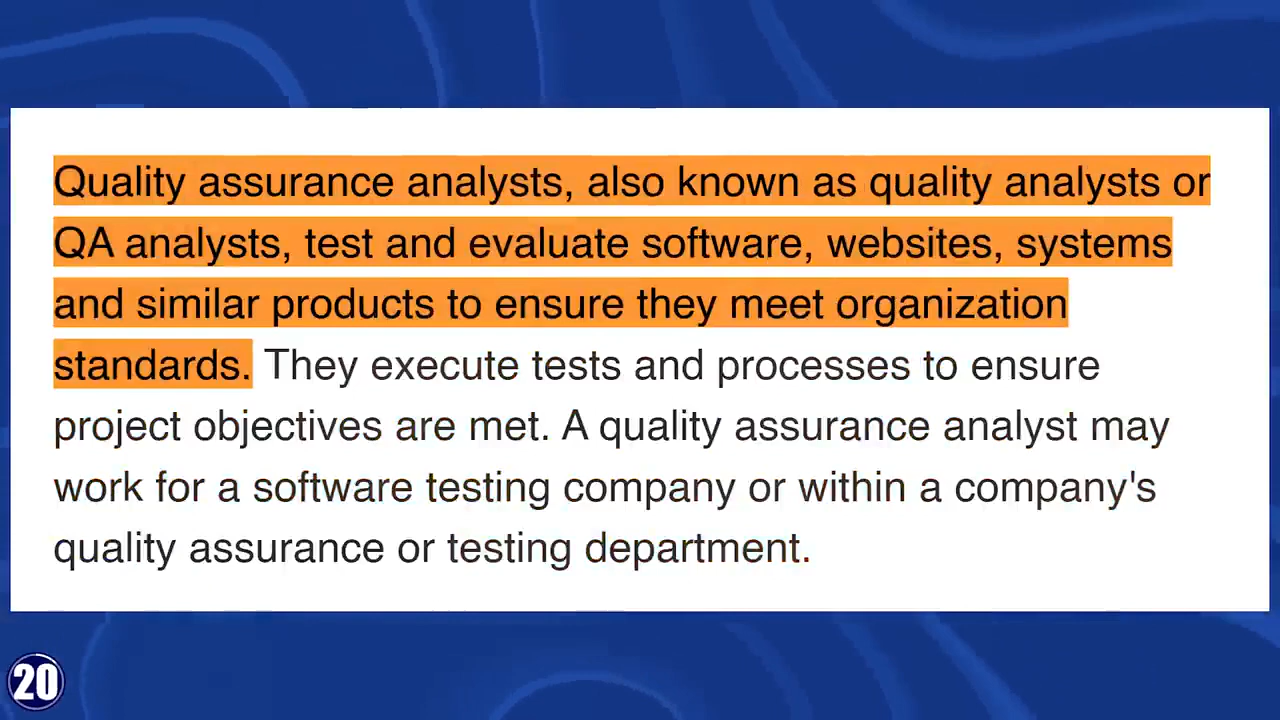 Quality assurance analysts, also known as quality analysts or
QA analysts, test and evaluate software, websites, systems
and similar products to ensure they meet organization
standards. They execute tests and processes to ensure
project objectives are met. A quality assurance analyst may
work for a software testing company or within a company's
quality assurance or testing department.
20